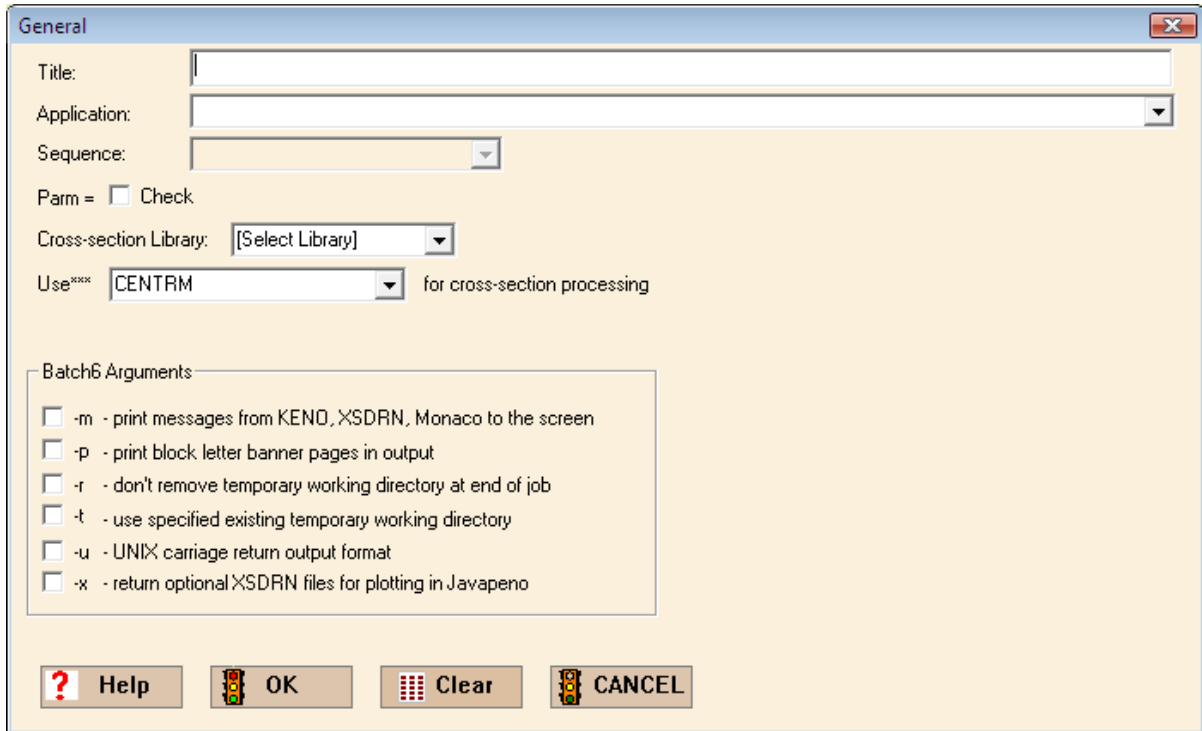 General
Title:
Application:
Sequence:
Parm = Check
Cross-section Library: [Select Library]
Use*** CENTRM for cross-section processing
Batch6 Arguments
-m - print messages from KENO, XSDRN, Monaco to the screen
-p - print block letter banner pages in output
-r - don't remove temporary working directory at end of job
-t - use specified existing temporary working directory
-u - UNIX carriage return output format
-x - return optional XSDRN files for plotting in Javapeno
? Help OK Clear CANCEL